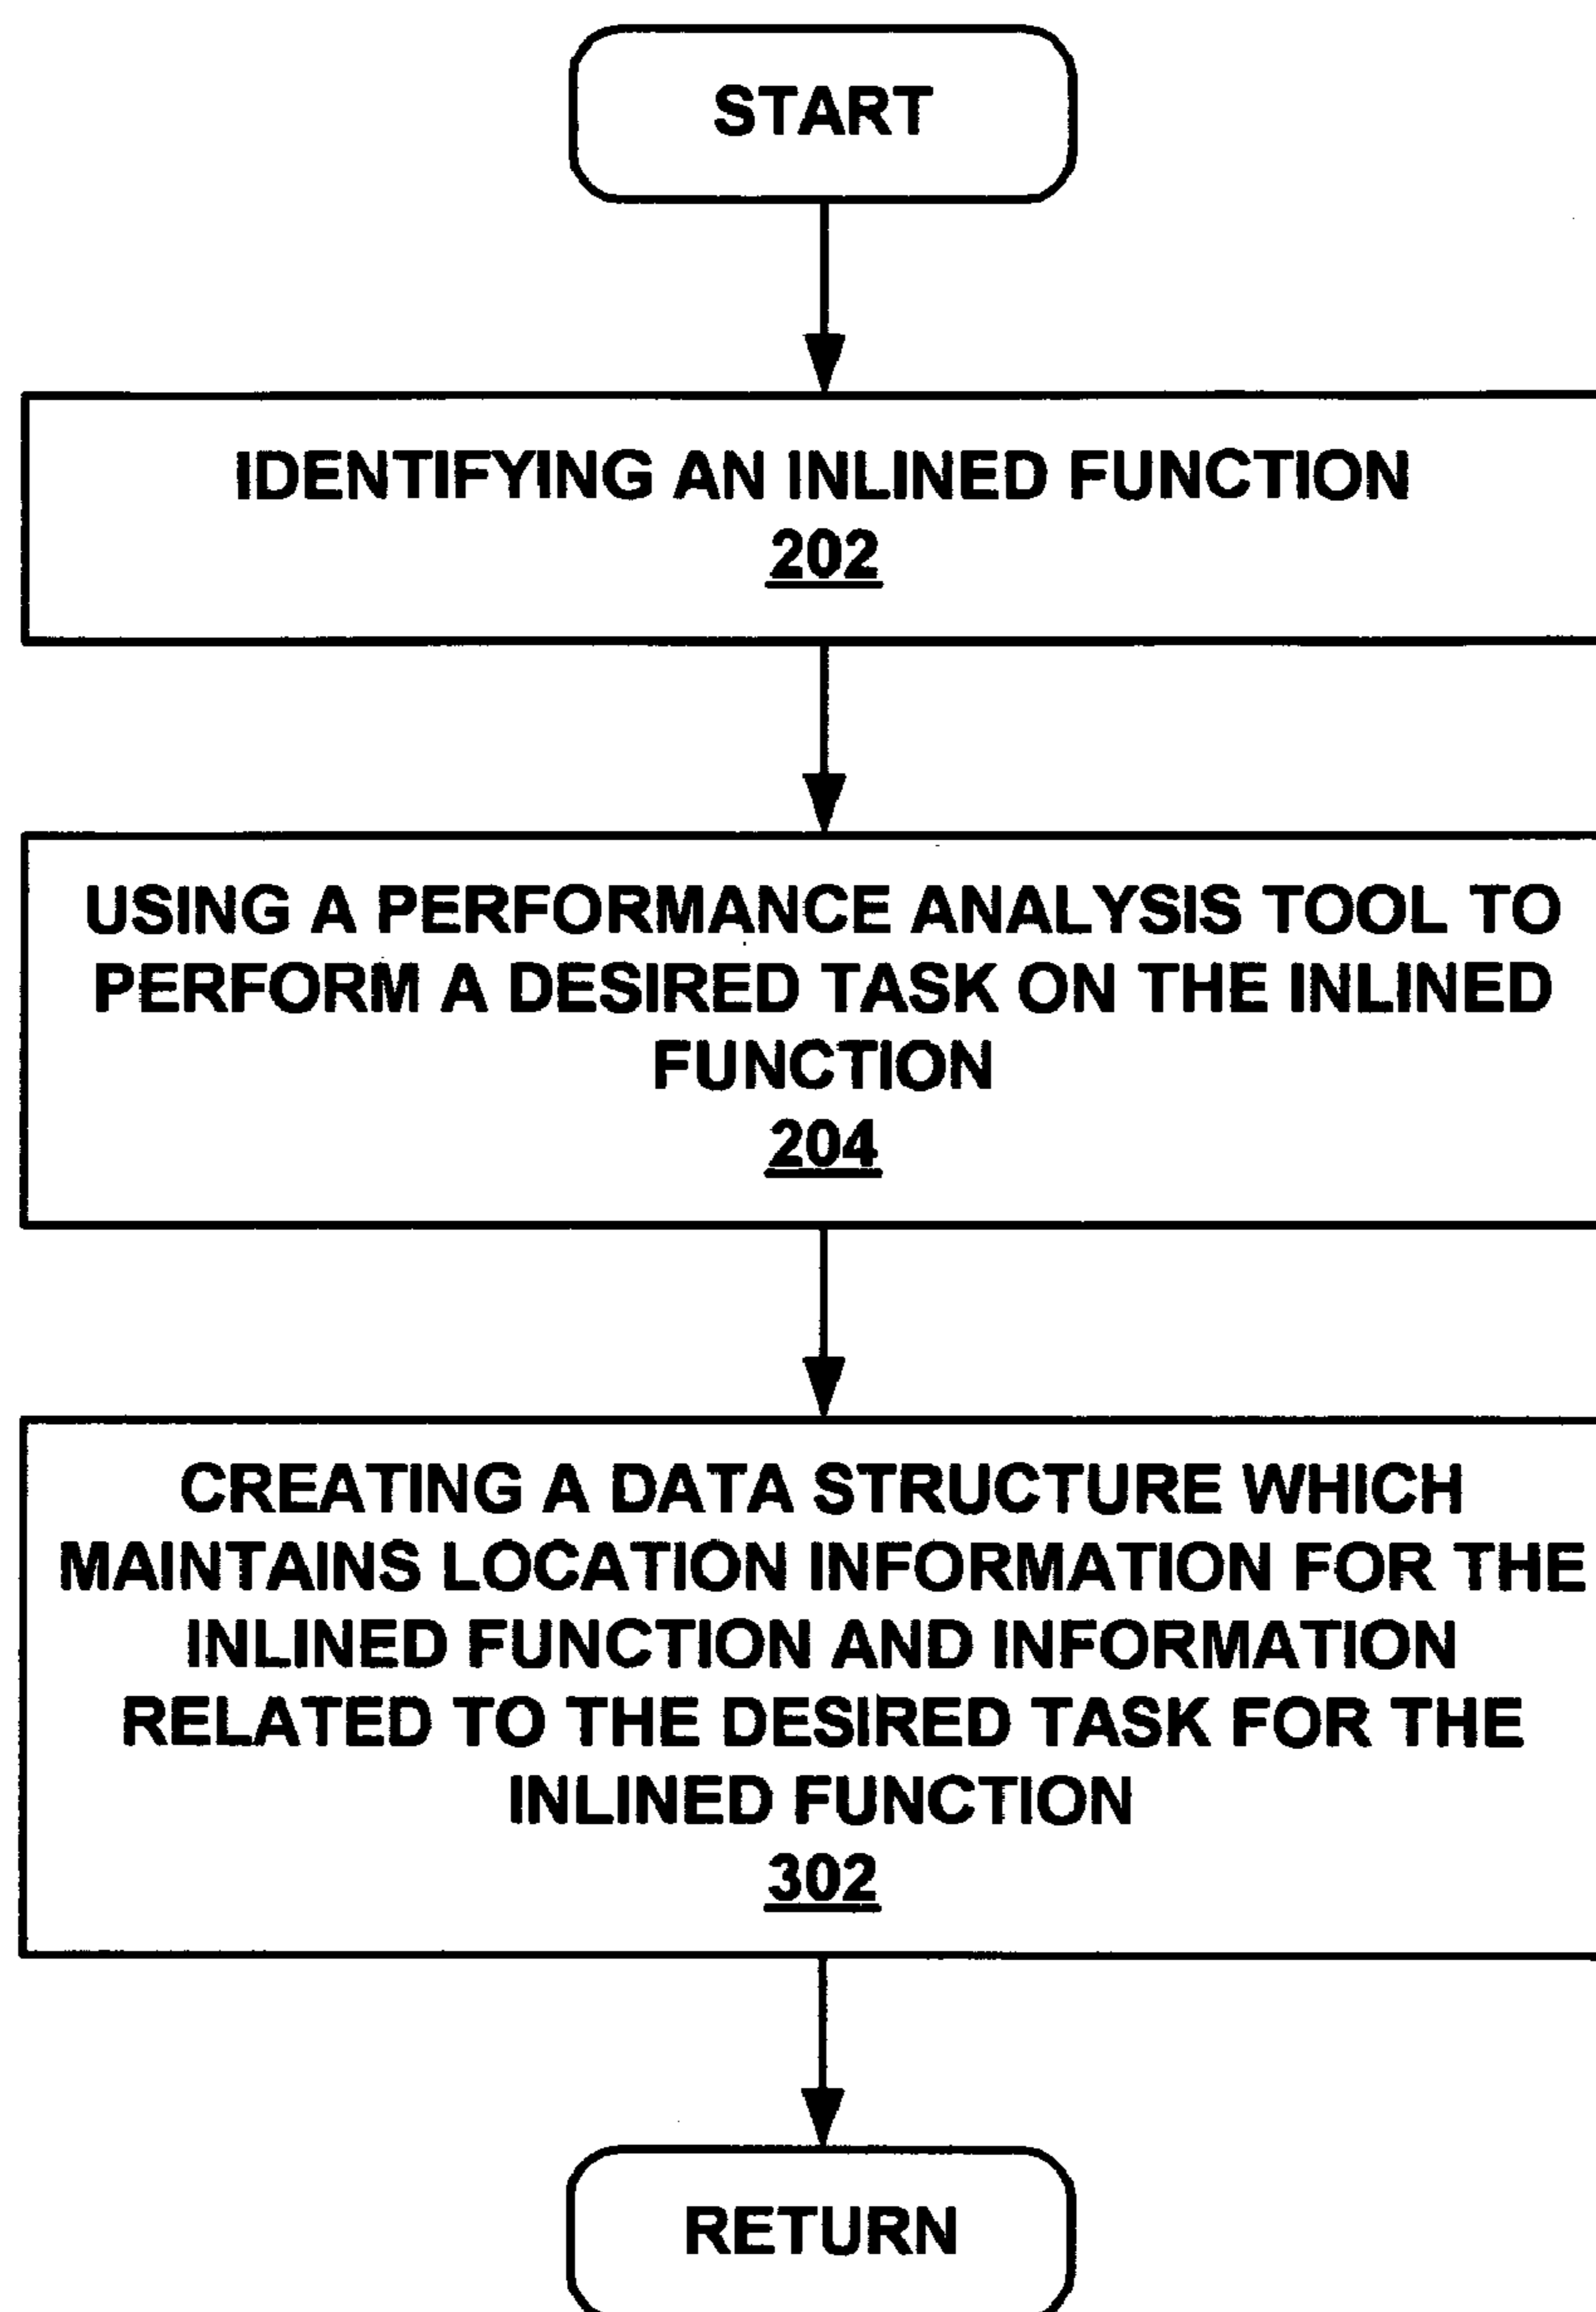 START
IDENTIFYING AN INLINED FUNCTION
202
USING A PERFORMANCE ANALYSIS TOOL TO
PERFORM A DESIRED TASK ON THE INLINED
FUNCTION
204
CREATING A DATA STRUCTURE WHICH
MAINTAINS LOCATION INFORMATION FOR THE
INLINED FUNCTION AND INFORMATION
RELATED TO THE DESIRED TASK FOR THE
INLINED FUNCTION
302
RETURN